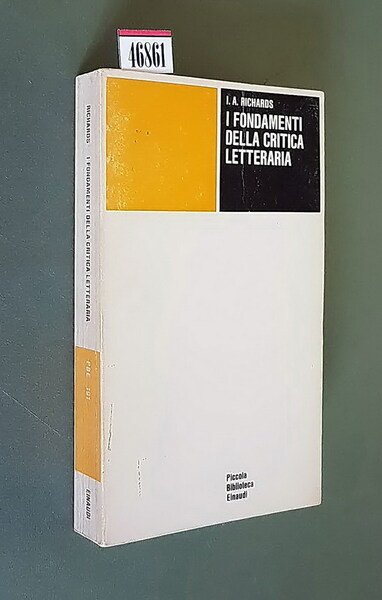 46861
I. A. RICHARDS
I FONDAMENTI
DELLA CRITICA
LETTERARIA
Piccola
Biblioteca
Einaudi
RICHARDS I FONDAMENTI DELLA CRITICA LETTERARIA
EINAUDI